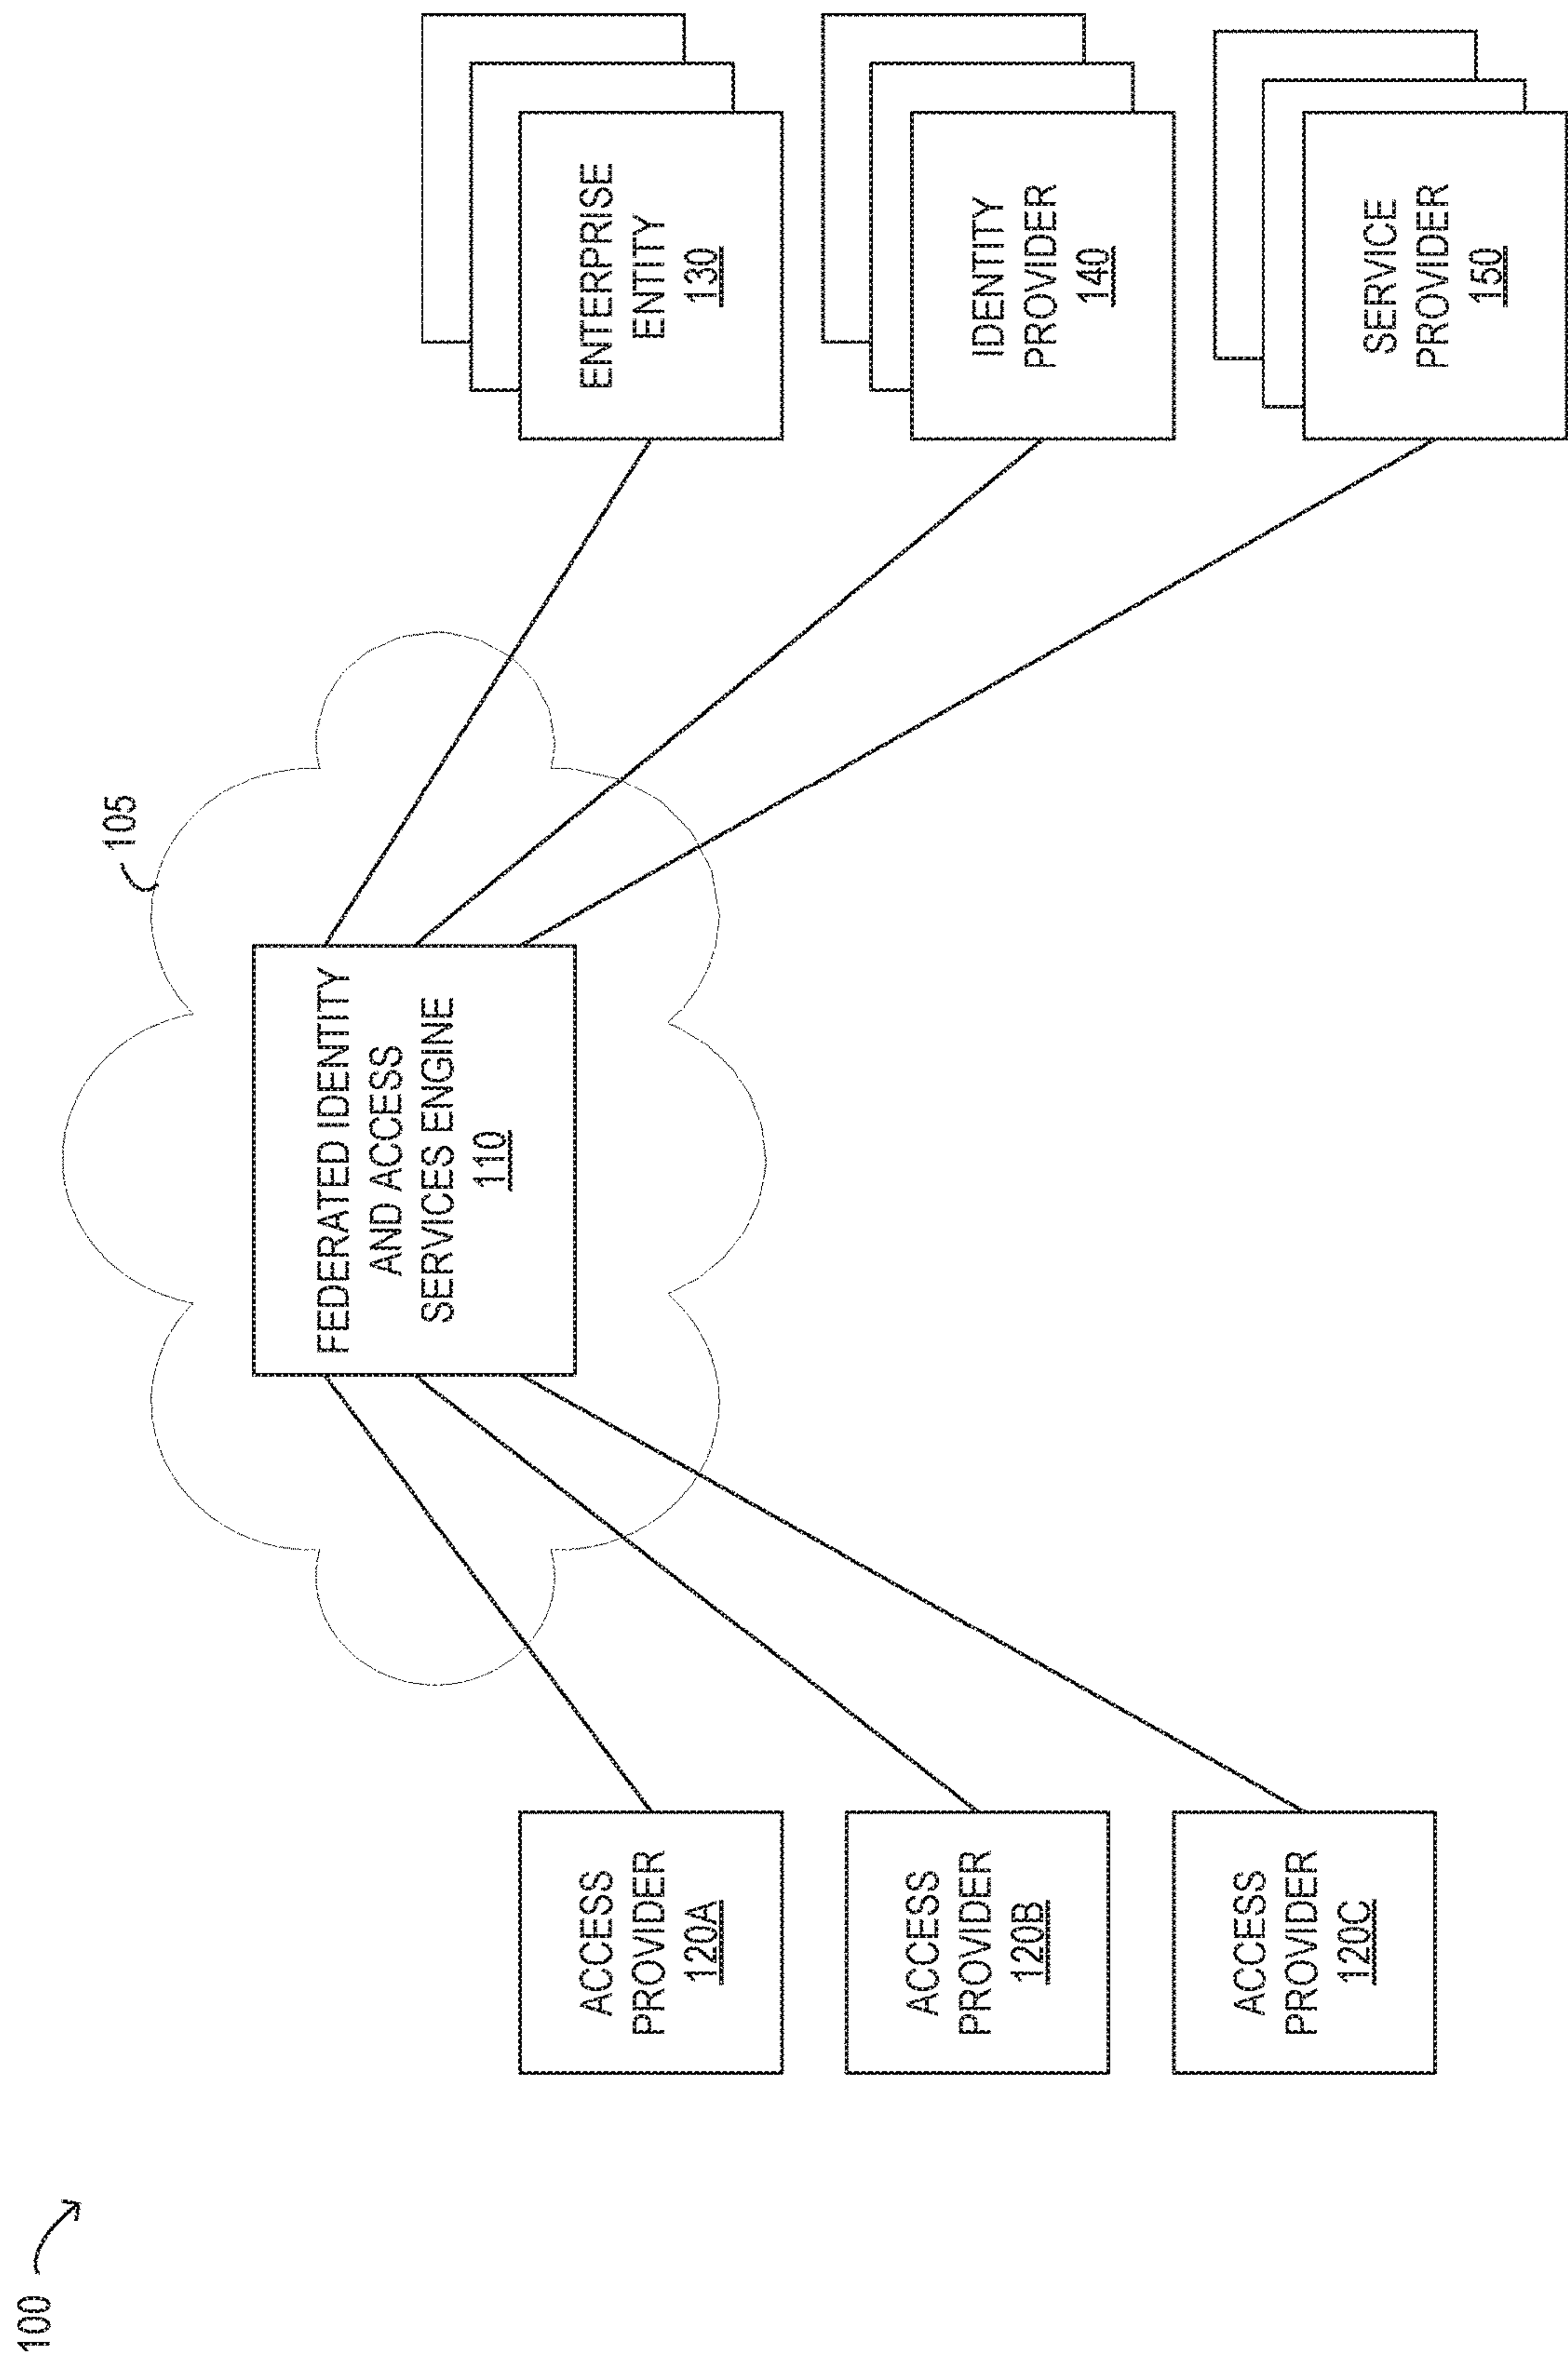 100
105
FEDERATED IDENTITY
AND ACCESS
SERVICES ENGINE
110
ACCESS
PROVIDER
120A
ACCESS
PROVIDER
120B
ACCESS
PROVIDER
120C
ENTERPRISE
ENTITY
130
IDENTITY
PROVIDER
140
SERVICE
PROVIDER
150